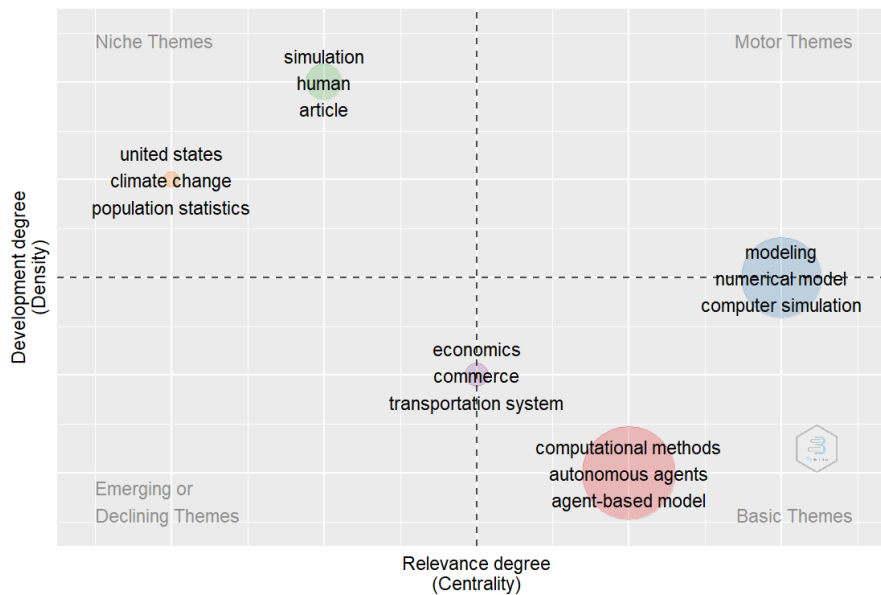 Niche Themes
Motor Themes
simulation
human
article
united states
climate change
population statistics
modeling
numerical model
computer simulation
economics
commerce
transportation system
computational methods
autonomous agents
agent-based model
Emerging or
Declining Themes
Basic Themes
Development degree
(Density)
Relevance degree
(Centrality)